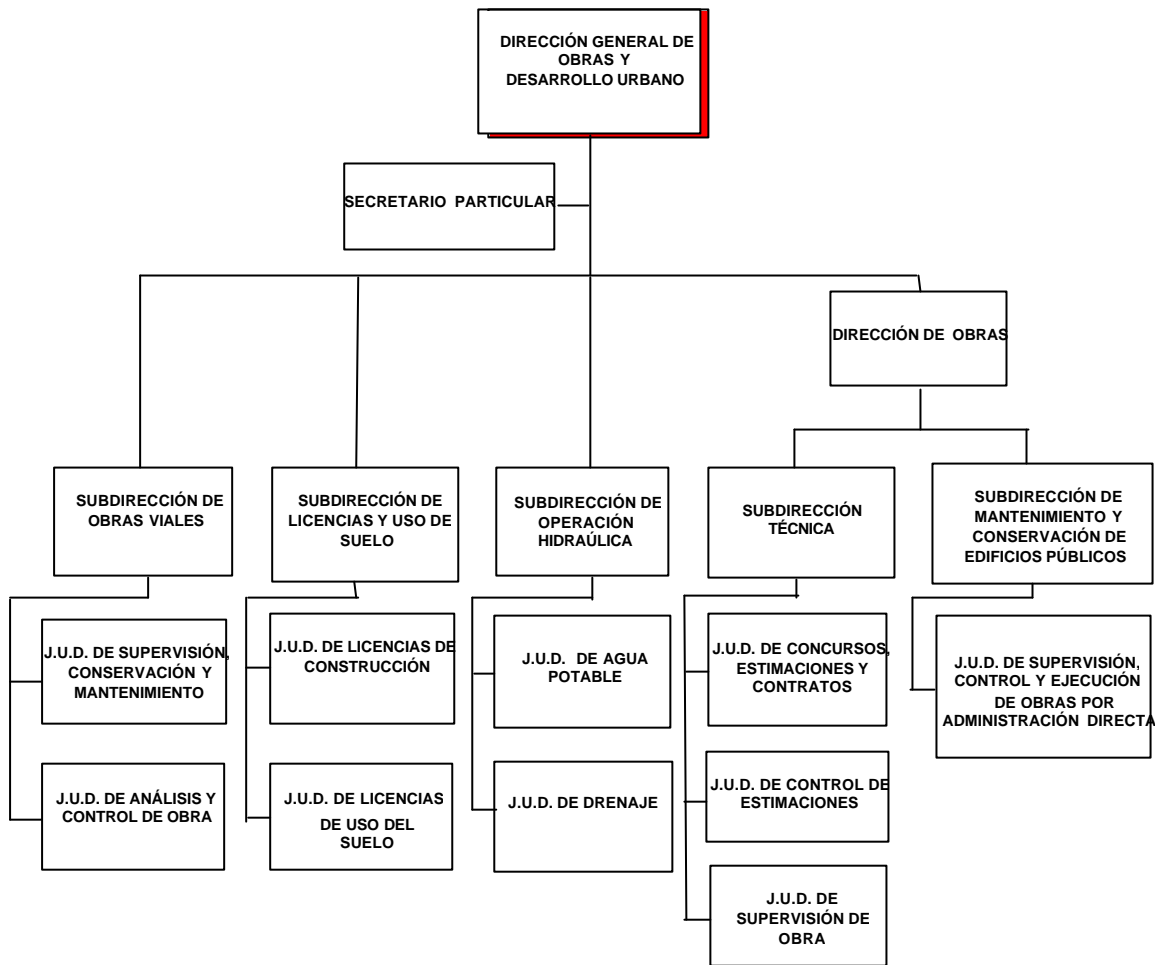 DIRECCIÓN GENERAL DE
OBRAS Y
DESARROLLO URBANO
SECRETARIO PARTICULAR
DIRECCIÓN DE OBRAS
SUBDIRECCIÓN DE
OBRAS VIALES
SUBDIRECCIÓN DE
LICENCIAS Y USO DE
SUELO
SUBDIRECCIÓN DE
OPERACIÓN
HIDRAÚLICA
SUBDIRECCIÓN
TÉCNICA
SUBDIRECCIÓN DE
MANTENIMIENTO Y
CONSERVACIÓN DE
EDIFICIOS PÚBLICOS
J.U.D. DE SUPERVISIÓN,
CONSERVACIÓN Y
MANTENIMIENTO
J.U.D. DE LICENCIAS DE
CONSTRUCCIÓN
J.U.D. DE AGUA
POTABLE
J.U.D. DE CONCURSOS,
ESTIMACIONES Y
CONTRATOS
J.U.D. DE SUPERVISIÓN,
CONTROL Y EJECUCIÓN
DE OBRAS POR
ADMINISTRACIÓN DIRECTA
J.U.D. DE ANÁLISIS Y
CONTROL DE OBRA
J.U.D. DE LICENCIAS
DE USO DEL
SUELO
J.U.D. DE DRENAJE
J.U.D. DE CONTROL DE
ESTIMACIONES
J.U.D. DE
SUPERVISIÓN DE
OBRA